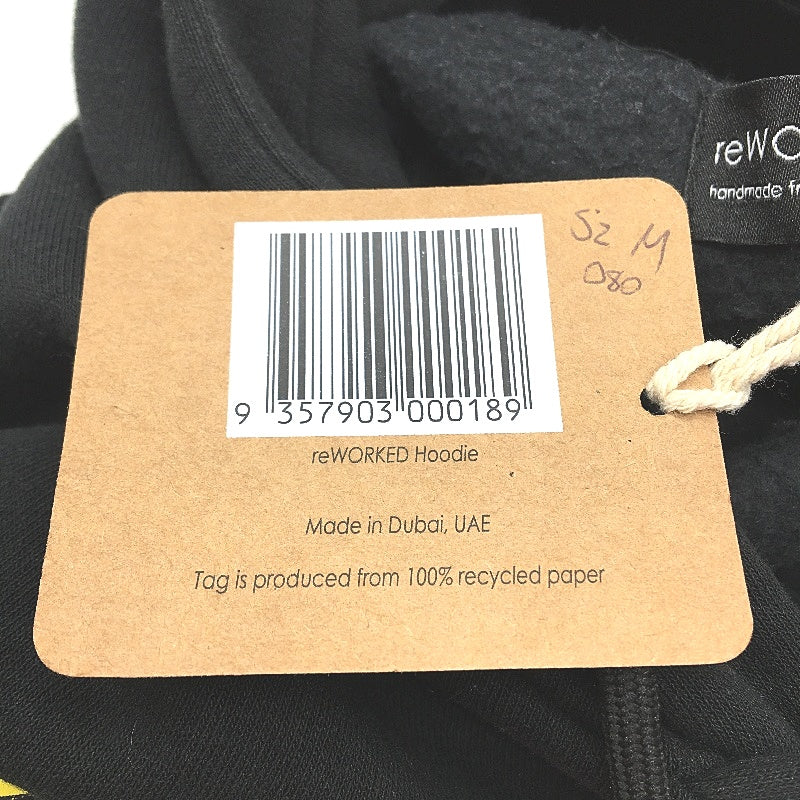 reWO
handmade fr
Sz M
080
9 357903 000189
reWORKED Hoodie
Made in Dubai, UAE
Tag is produced from 100% recycled paper